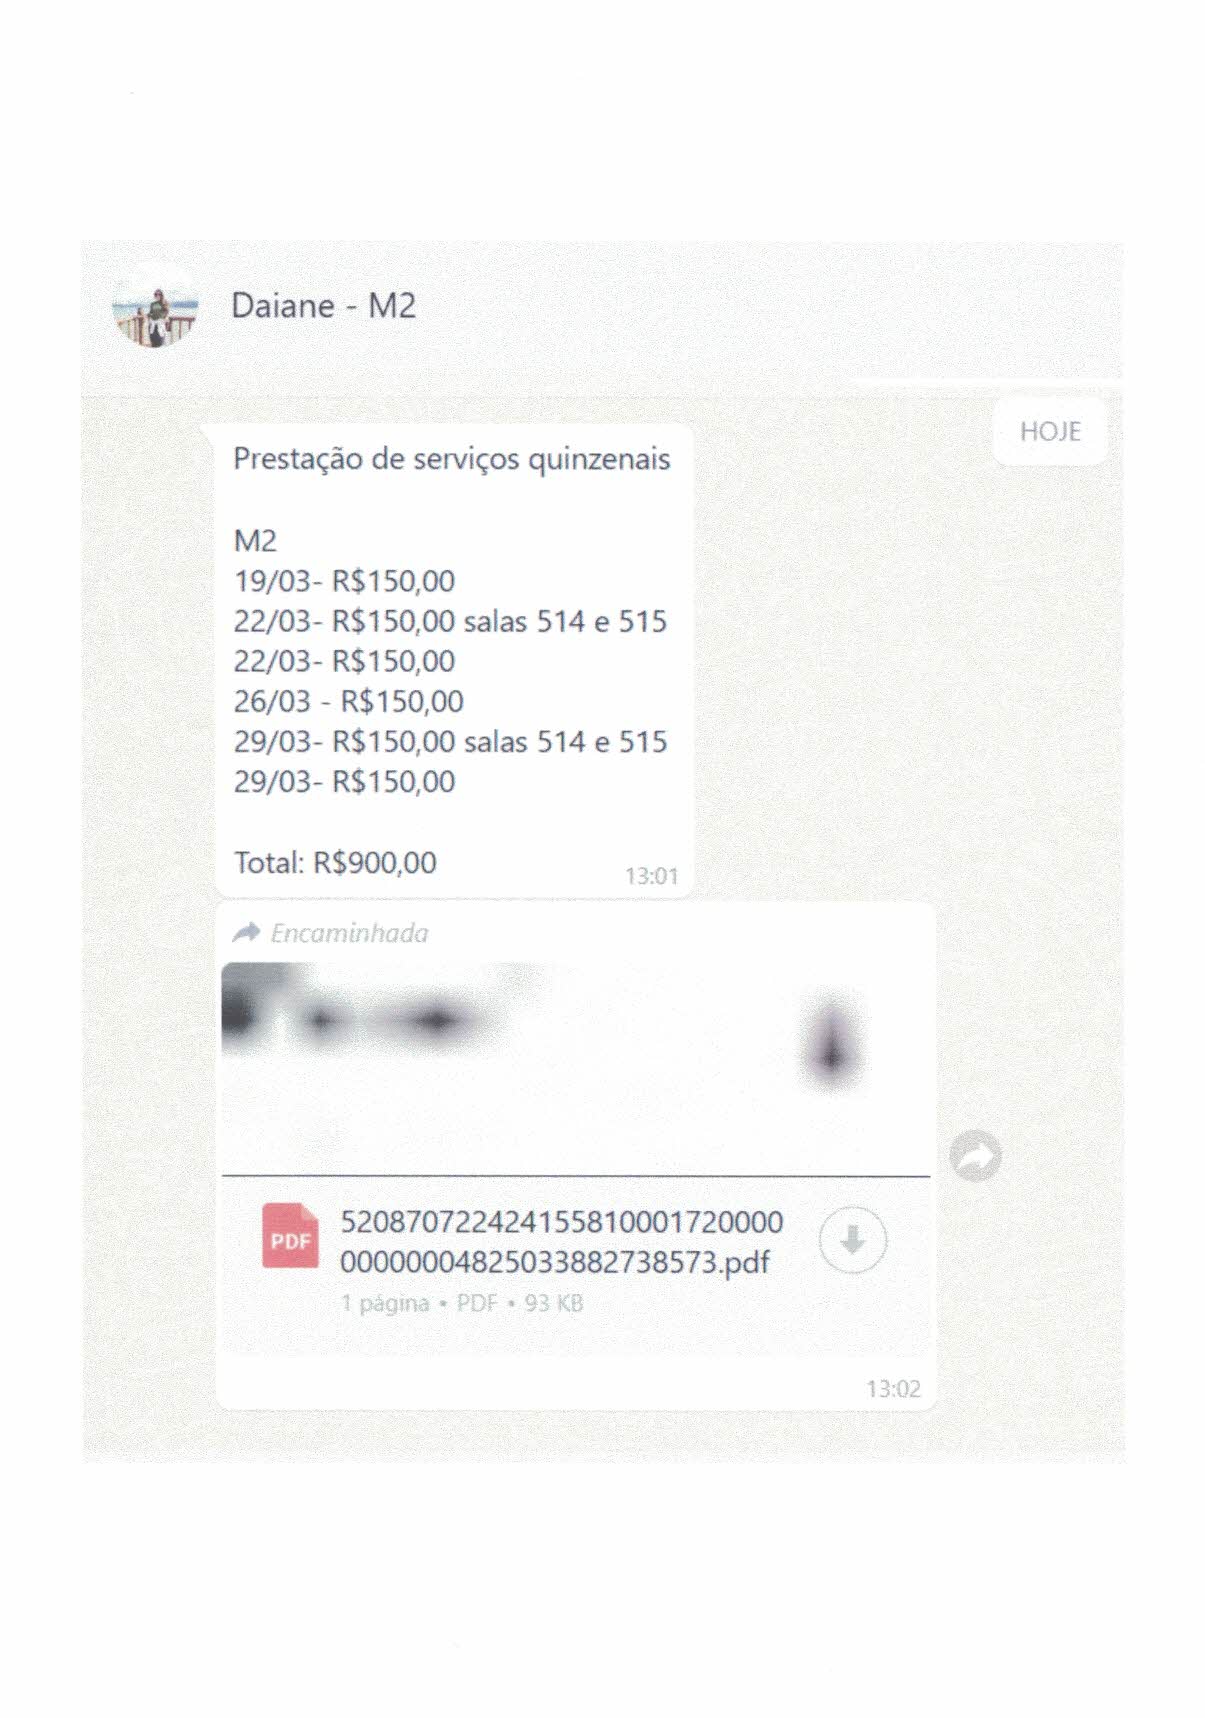 Daiane - M2
HOJE
Prestação de serviços quinzenais
M2
19/03- R$150,00
22/03- R$150,00 salas 514 e 515
22/03- R$150,00
26/03 - R$150,00
29/03- R$150,00 salas 514 e 515
29/03- R$150,00
Total: R$900,00
13:01
Encaminhada
PDF
520870722424155810001720000
00000004825033882738573.pdf
1 página • PDF • 93 KB
13:02